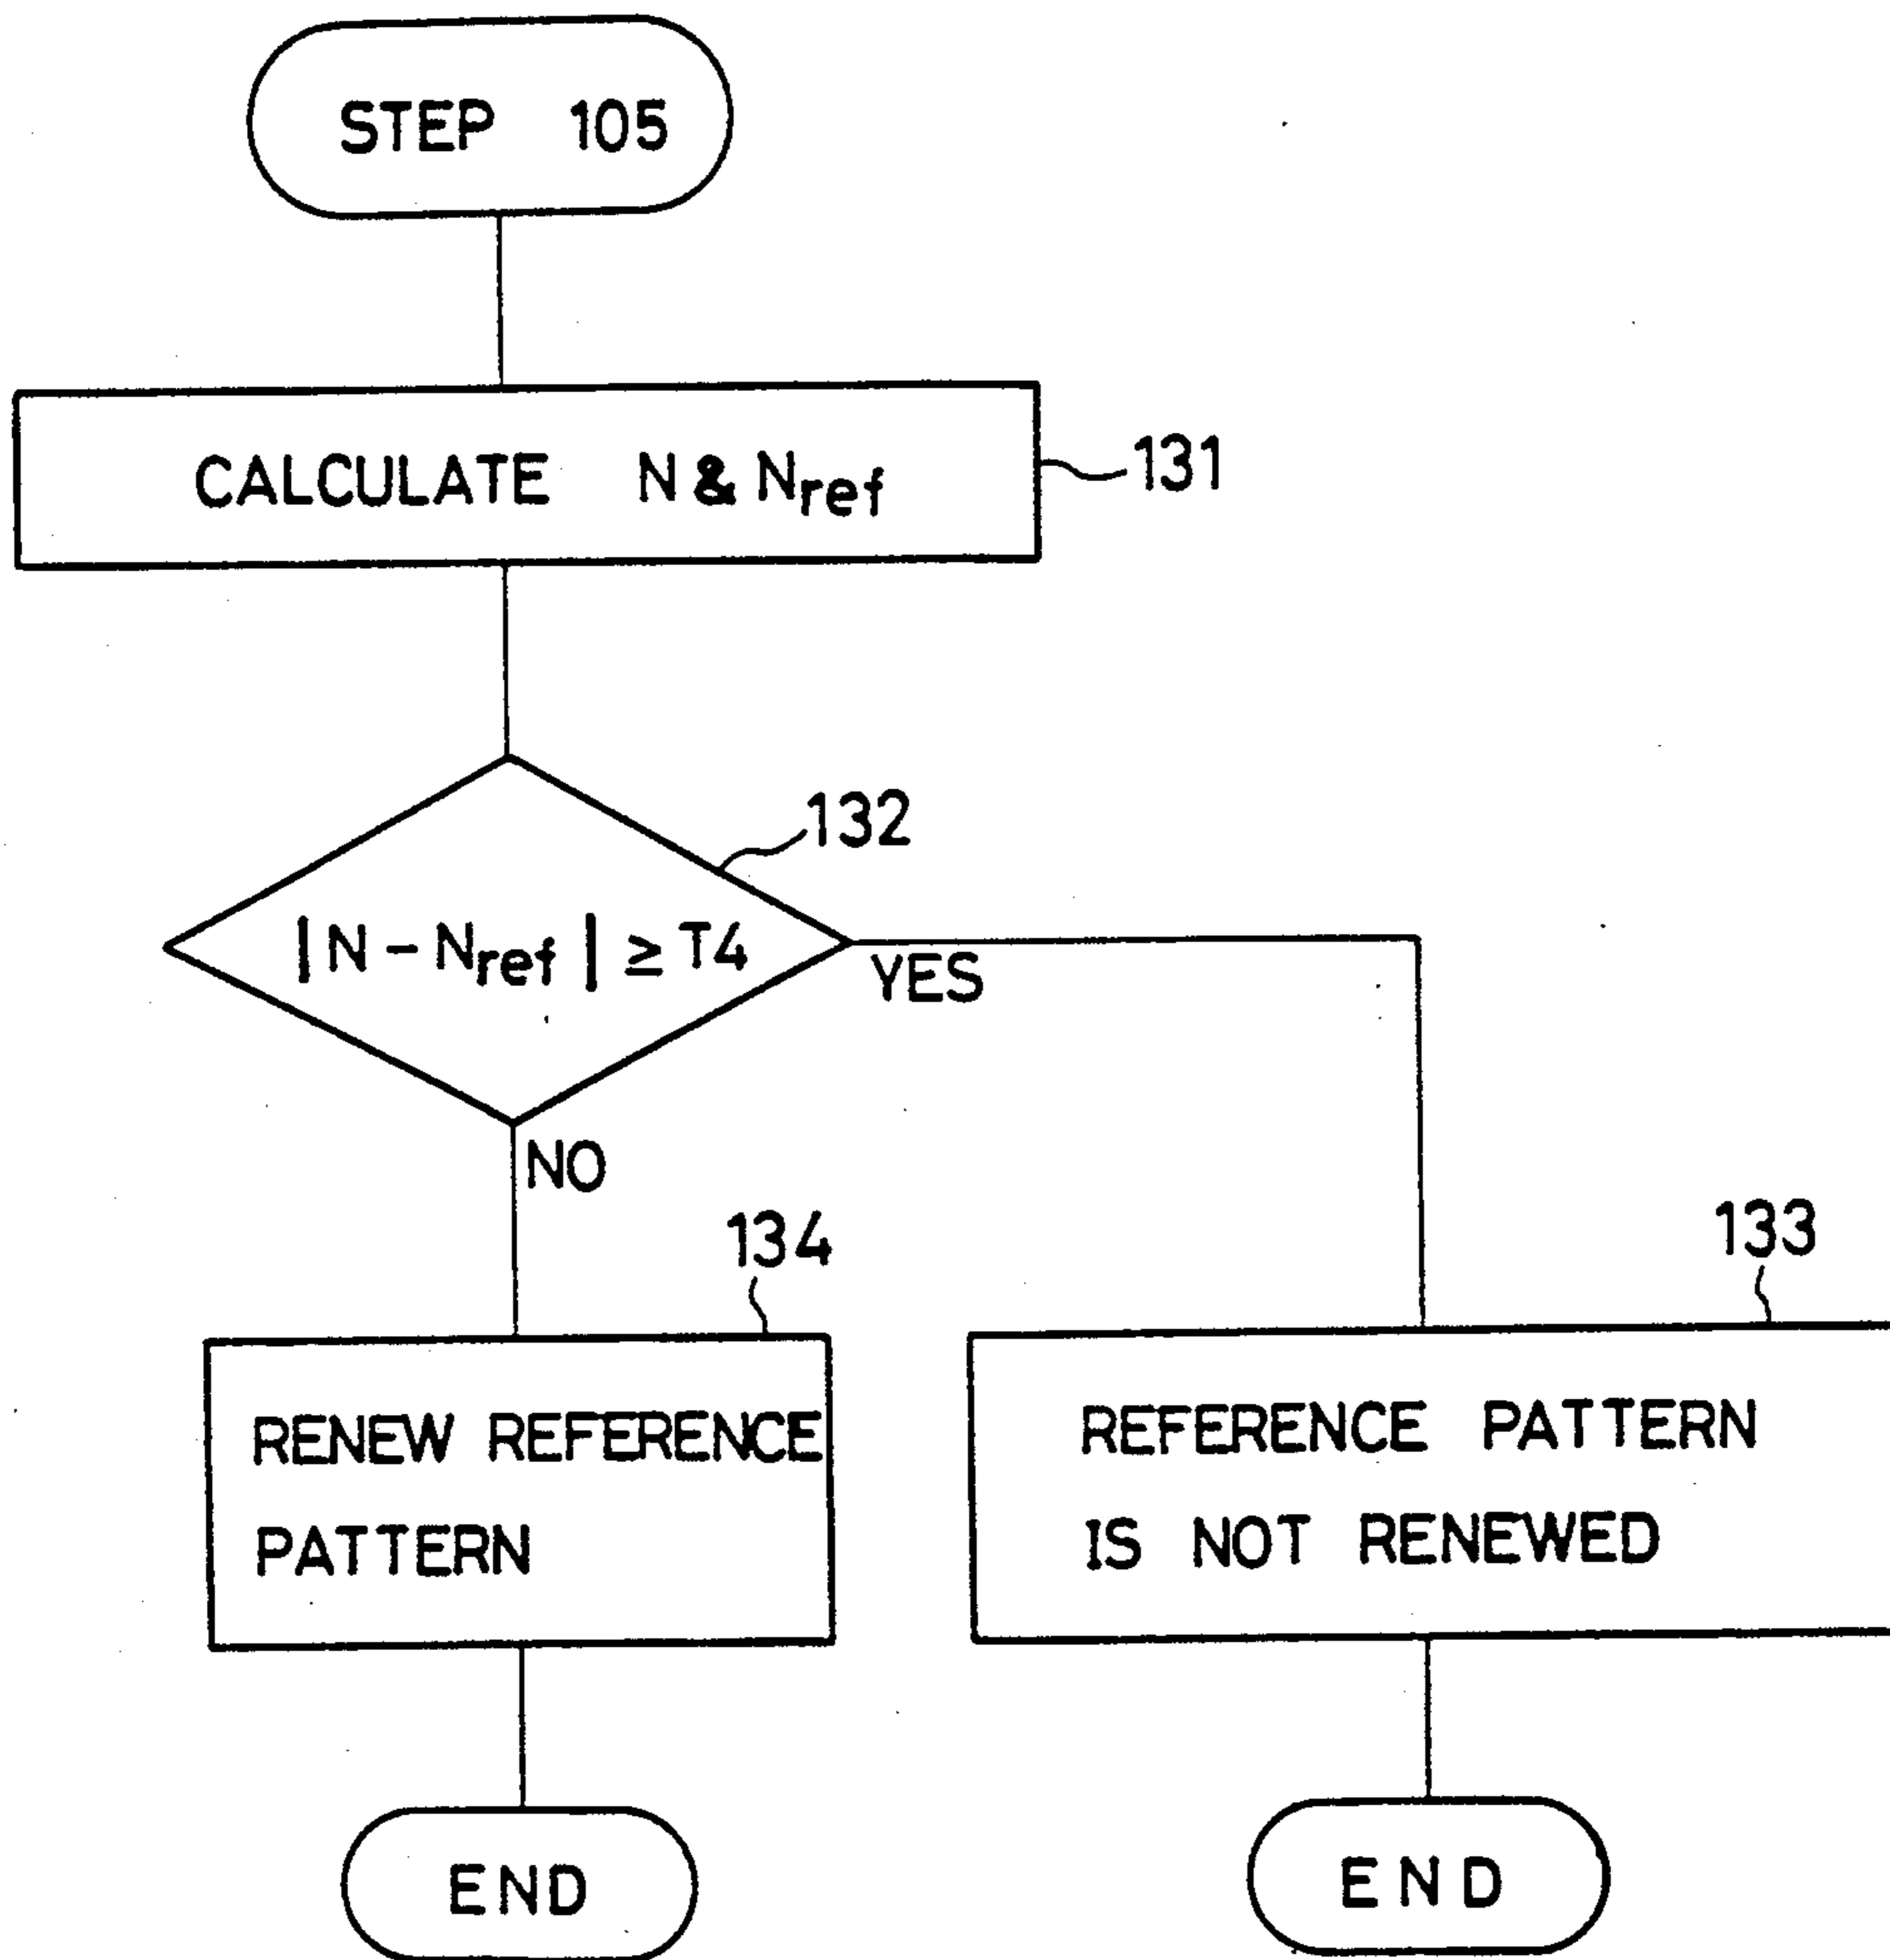 STEP 105
CALCULATE N & Nref
131
132
| N - Nref | ≥ T4
YES
NO
134
RENEW REFERENCE
PATTERN
133
REFERENCE PATTERN
IS NOT RENEWED
END
END